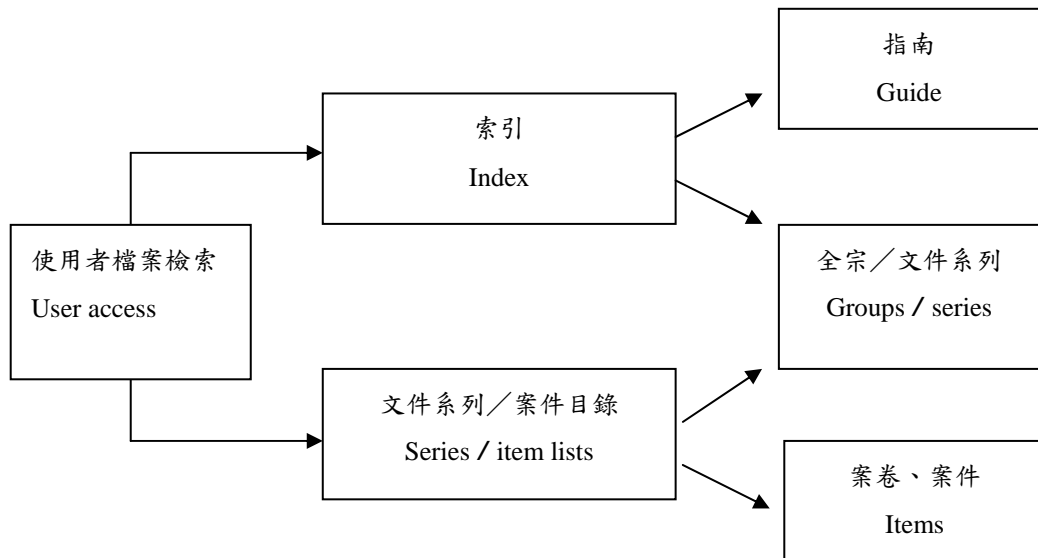 指南
Guide
索引
Index
使用者檔案檢索
User access
全宗／文件系列
Groups / series
文件系列／案件目錄
Series / item lists
案卷、案件
Items